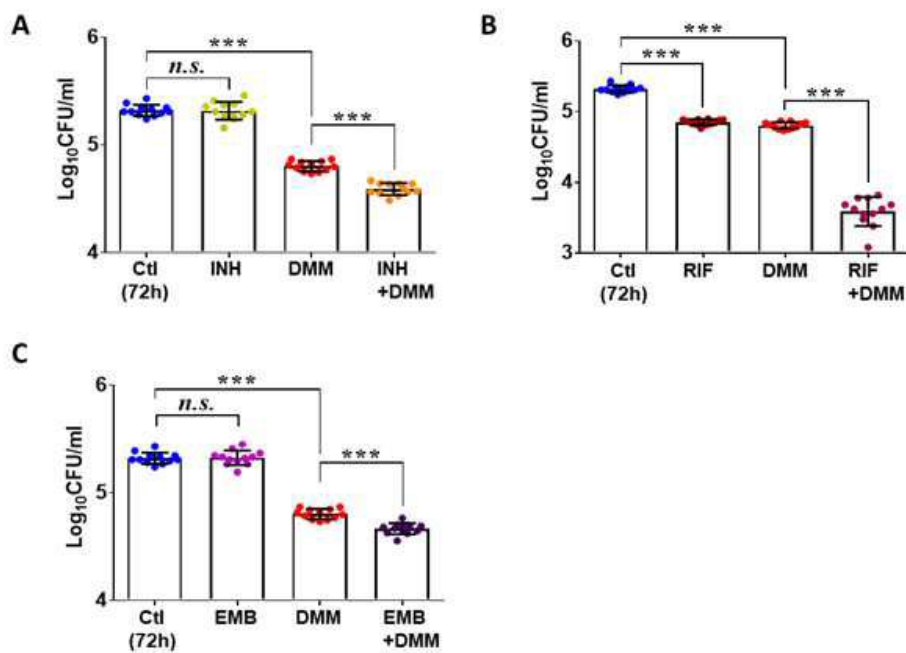 A
Log10CFU/ml
6
5
4
***
n.s.
***
Ctl
(72h)
INH
DMM
INH
+DMM
B
Log10CFU/ml
6
5
4
3
***
***
***
Ctl
(72h)
RIF
DMM
RIF
+DMM
C
Log10CFU/ml
6
5
4
***
n.s.
***
Ctl
(72h)
EMB
DMM
EMB
+DMM